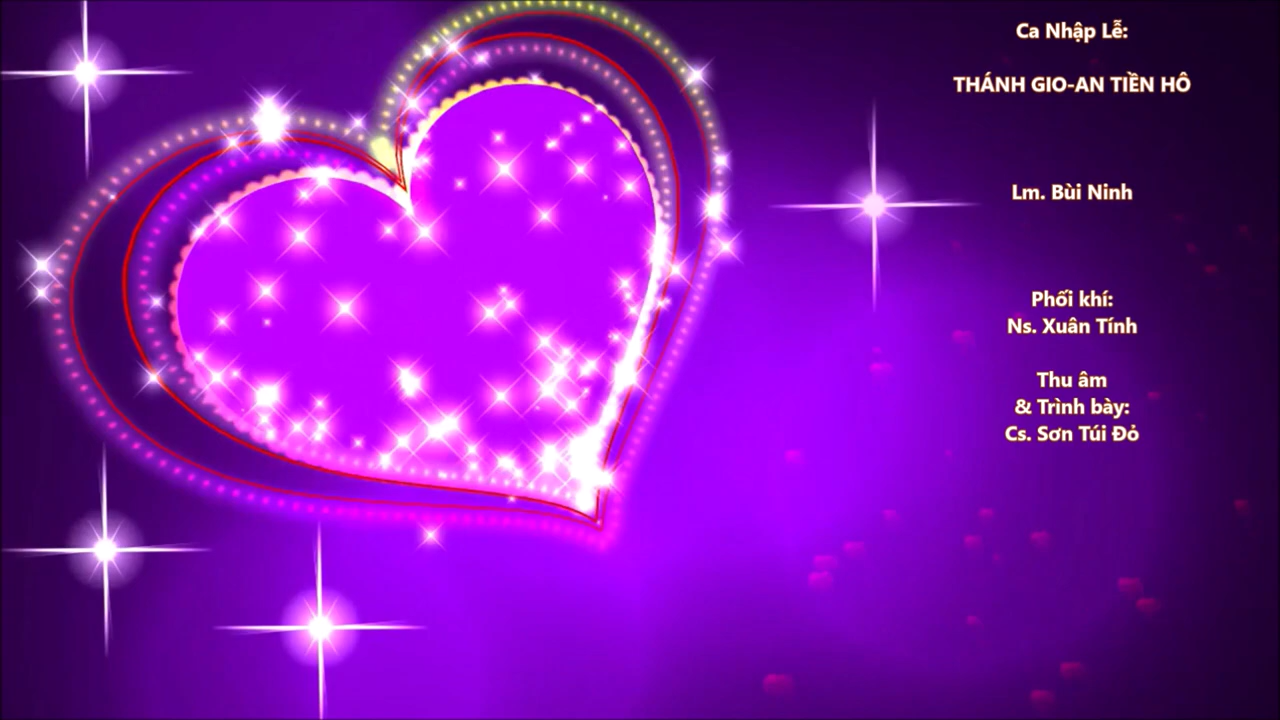 Ca Nhập Lễ:
THÁNH GIO-AN TIỀN HÔ
Lm. Bùi Ninh
Phối khí:
Ns. Xuân Tính
Thu âm
& Trình bày:
Cs. Sơn Túi Đỏ